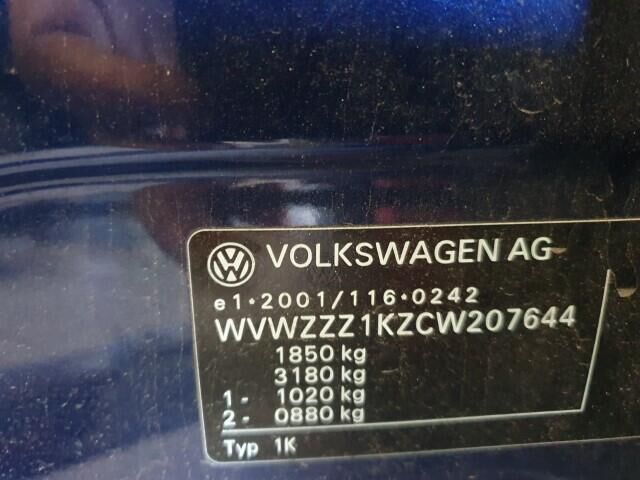 VOLKSWAGEN AG
e1*2001/116*0242
WVWZZZ1KZCW207644
1850 kg
3180 kg
1 - 1020 kg
2 - 0880 kg
Typ 1K